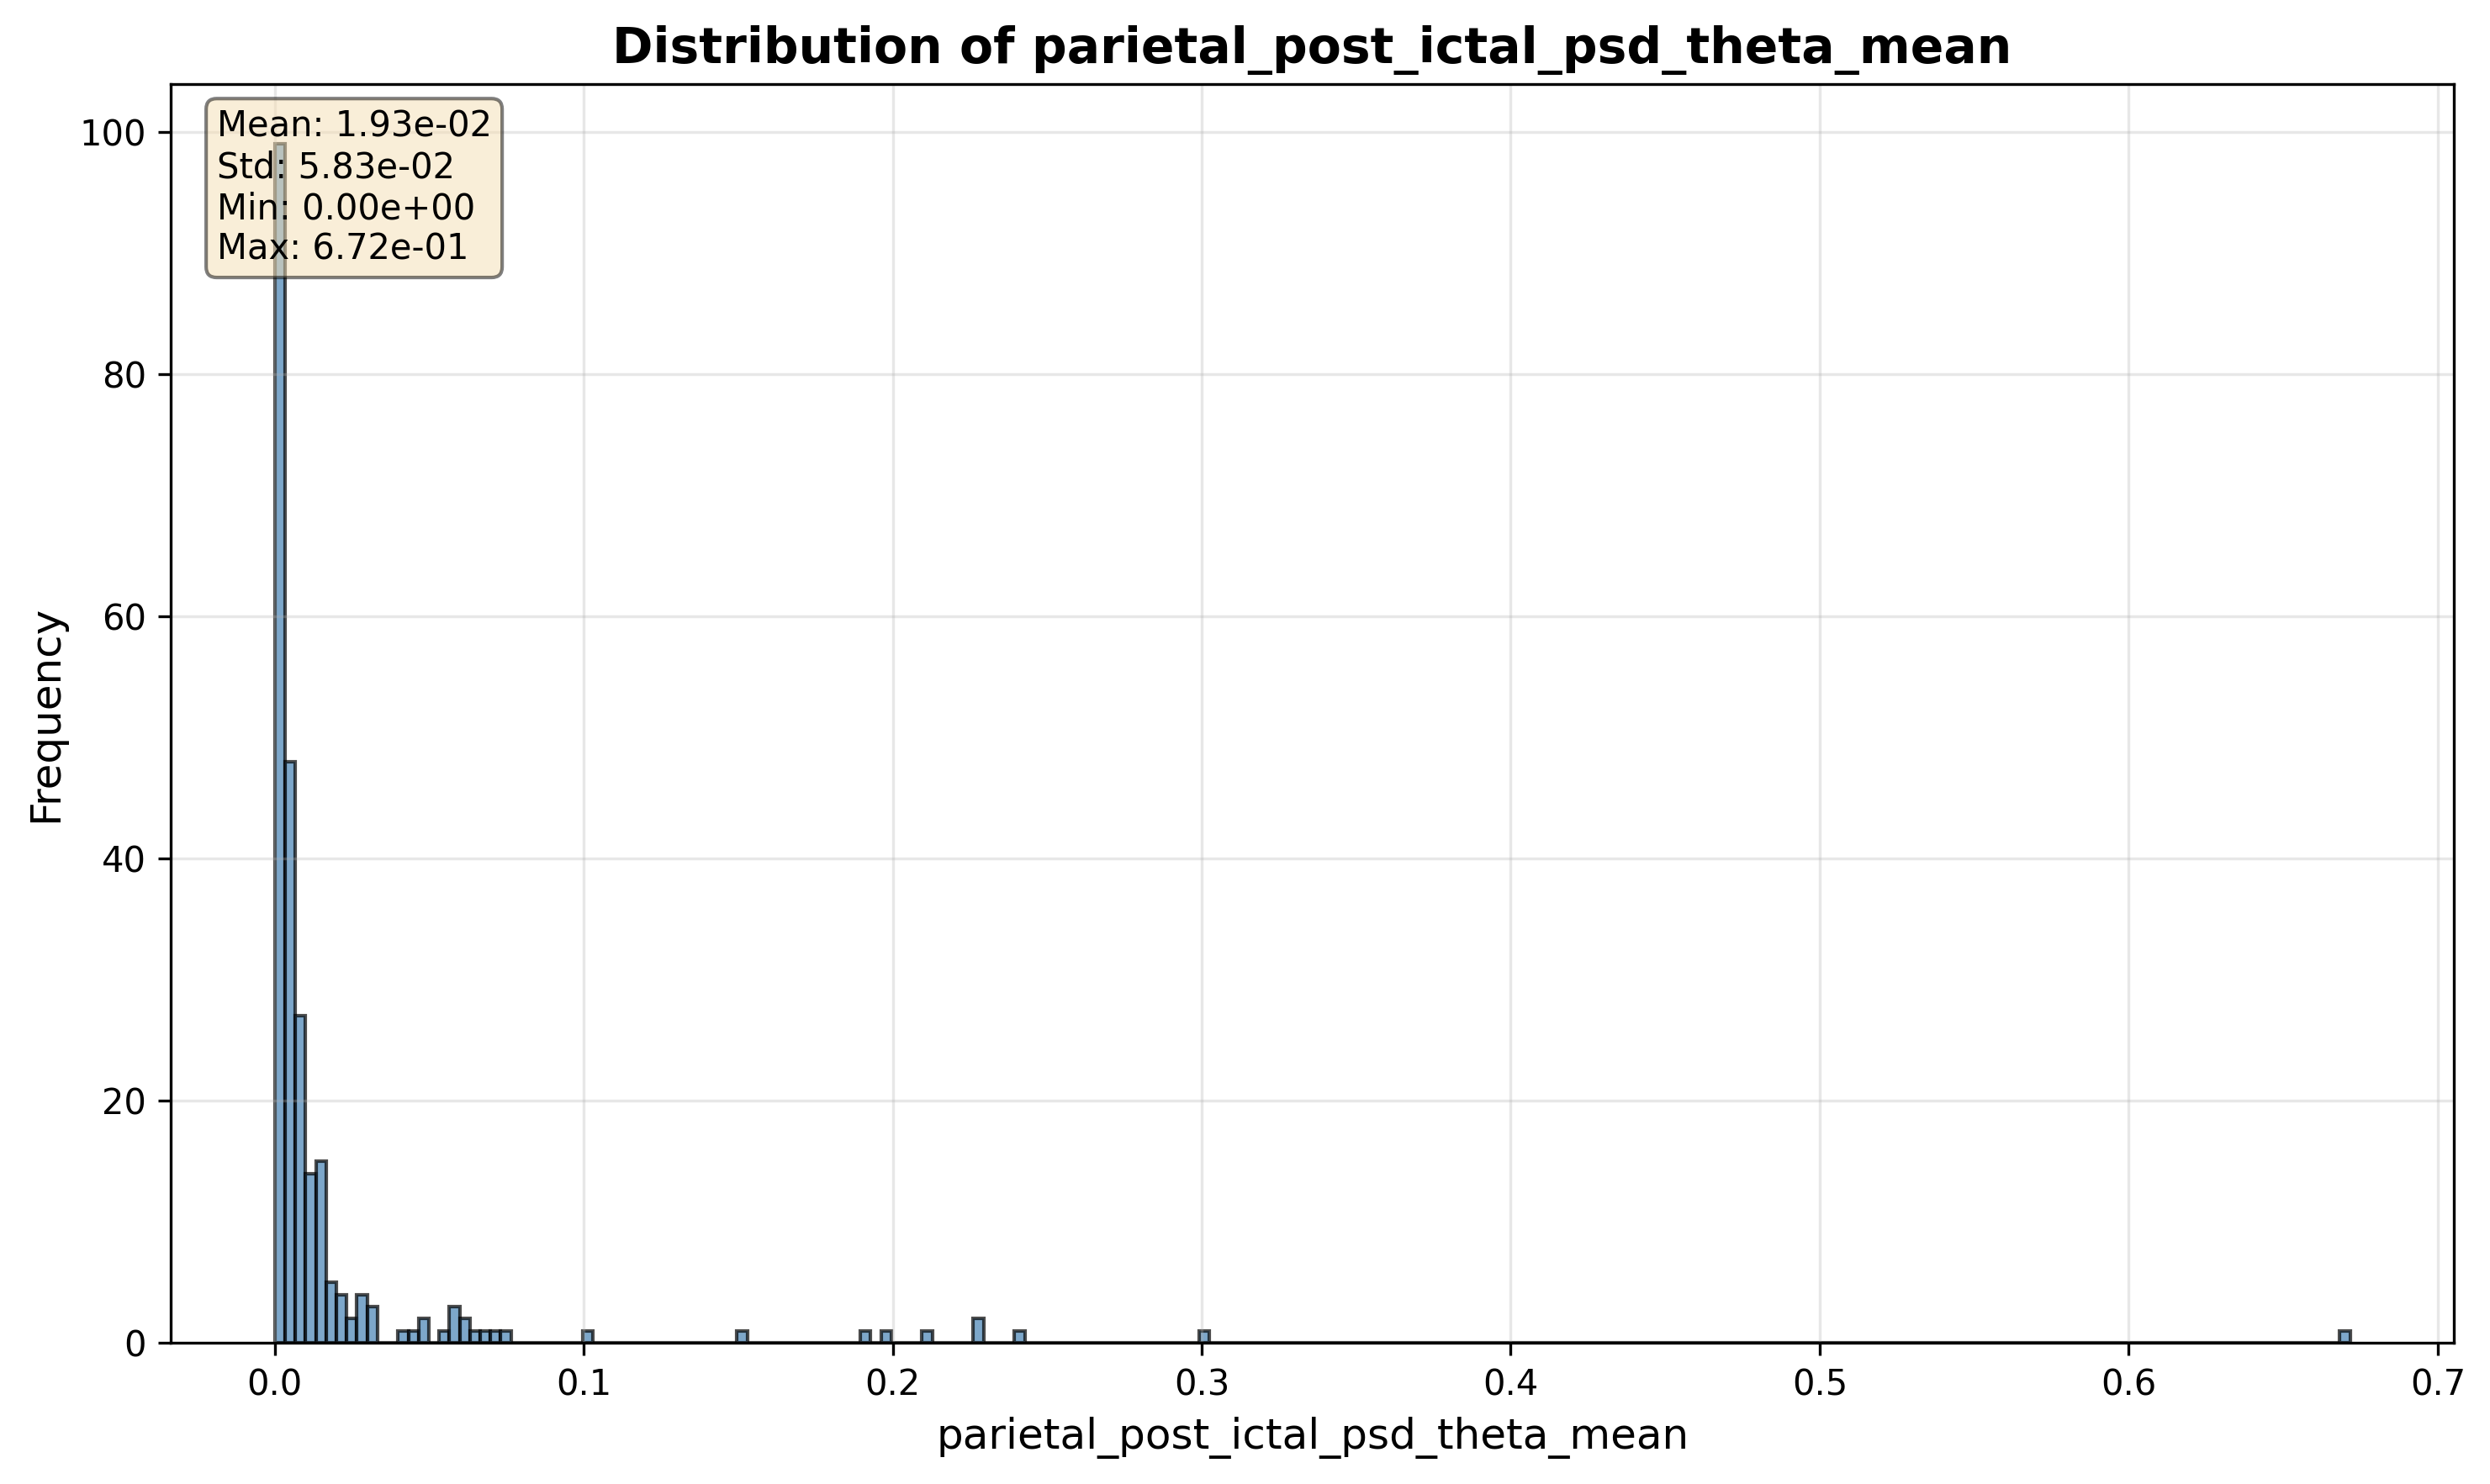 Distribution of parietal_post_ictal_psd_theta_mean
Mean: 1.93e-02
Std: 5.83e-02
Min: 0.00e+00
Max: 6.72e-01
100
80
60
40
20
0
Frequency
0.0 0.1 0.2 0.3 0.4 0.5 0.6 0.7
parietal_post_ictal_psd_theta_mean